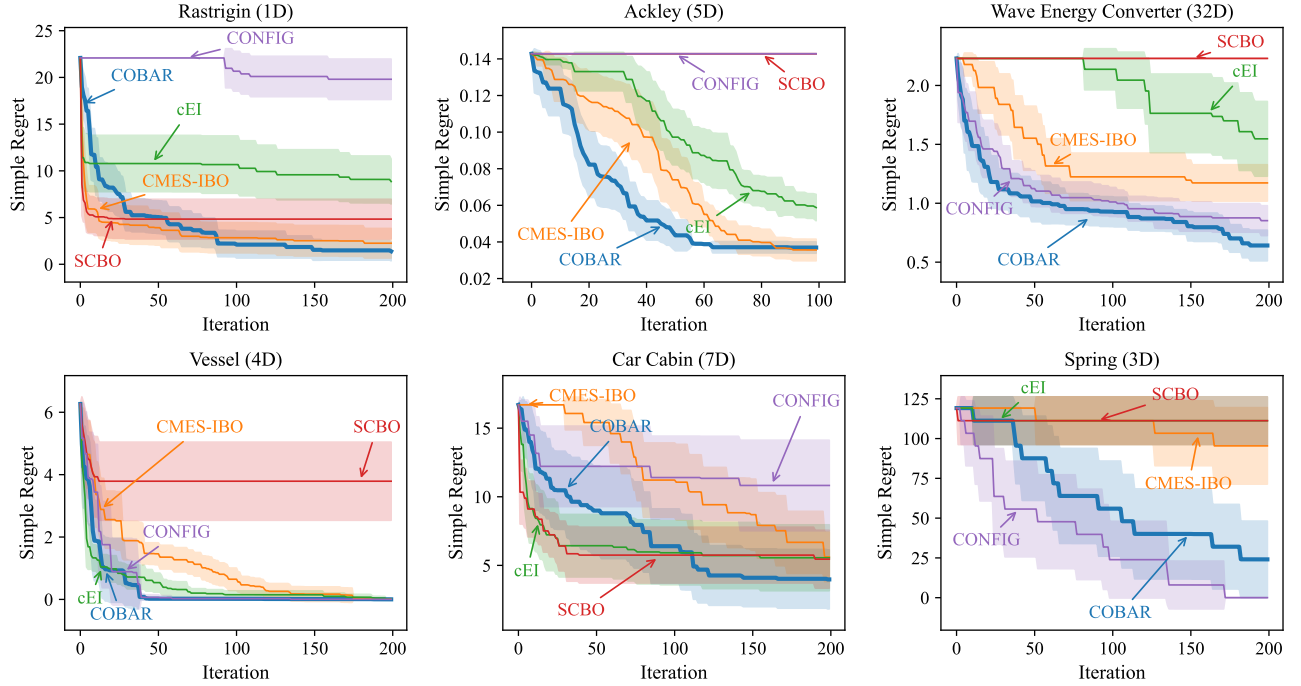 Rastrigin (1D)
25
20
15
10
5
0
Simple Regret
CONFIG
COBAR
cEI
CMES-IBO
SCBO
0
50
100
150
200
Iteration
Ackley (5D)
0.14
0.12
0.10
0.08
0.06
0.04
0.02
Simple Regret
CONFIG
SCBO
CMES-IBO
cEI
COBAR
0
20
40
60
80
100
Iteration
Wave Energy Converter (32D)
2.0
1.5
1.0
0.5
Simple Regret
SCBO
cEI
CMES-IBO
CONFIG
COBAR
0
50
100
150
200
Iteration
Vessel (4D)
6
4
2
0
Simple Regret
CMES-IBO
SCBO
CONFIG
cEI
COBAR
0
50
100
150
200
Iteration
Car Cabin (7D)
15
10
5
Simple Regret
CMES-IBO
CONFIG
COBAR
cEI
SCBO
0
50
100
150
200
Iteration
Spring (3D)
125
100
75
50
25
0
Simple Regret
cEI
SCBO
CMES-IBO
CONFIG
COBAR
0
50
100
150
200
Iteration